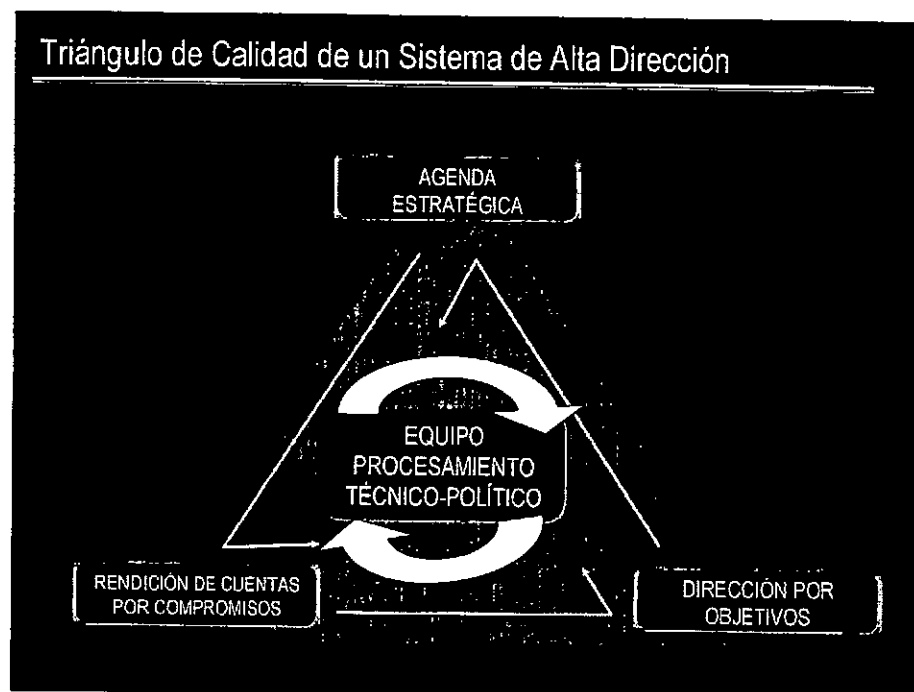 Triángulo de Calidad de un Sistema de Alta Dirección
AGENDA
ESTRATÉGICA
EQUIPO
PROCESAMIENTO
TÉCNICO-POLÍTICO
RENDICIÓN DE CUENTAS
POR COMPROMISOS
DIRECCIÓN POR
OBJETIVOS